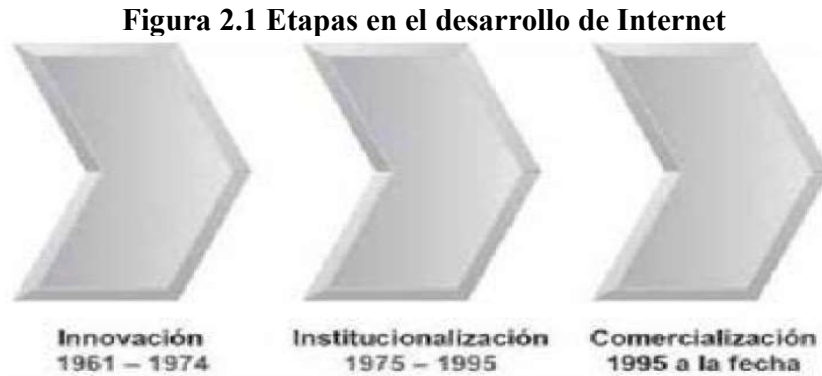 Figura 2.1 Etapas en el desarrollo de Internet
Innovación
1961 – 1974
Institucionalización
1975 – 1995
Comercialización
1995 a la fecha